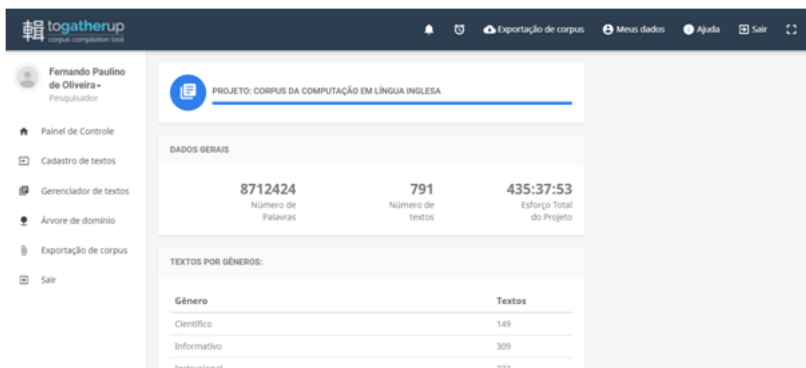 輯 togatherup
corpus compilation tool
Exportação de corpus
Meus dados
Ajuda
Sair
Fernando Paulino
de Oliveira
Pesquisador
Painel de Controle
Cadastro de textos
Gerenciador de textos
Árvore de domínio
Exportação de corpus
Sair
PROJETO: CORPUS DA COMPUTAÇÃO EM LÍNGUA INGLESA
DADOS GERAIS
8712424 791 435:37:53
Número de Número de Esforço Total
Palavras textos do Projeto
TEXTOS POR GÊNEROS:
Gênero Textos
Científico 149
Informativo 309